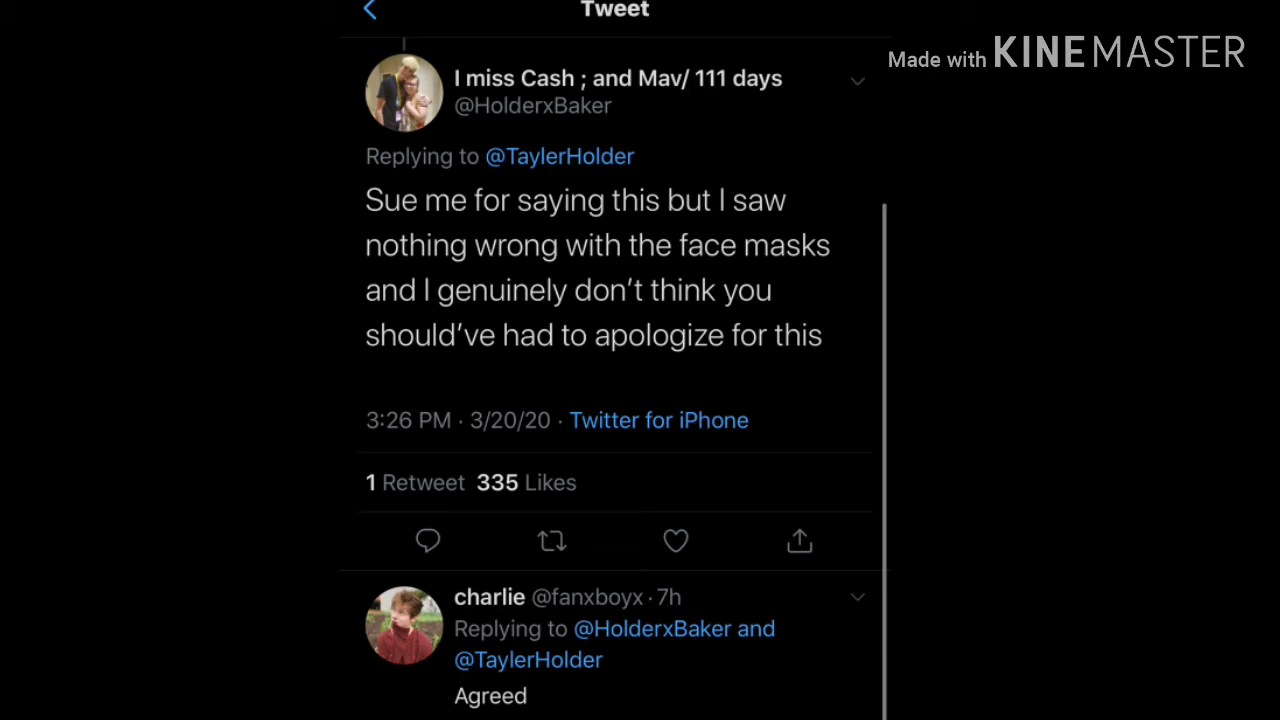 Tweet
Made with KINEMASTER
I miss Cash ; and Mav/ 111 days
@HolderxBaker
Replying to @TaylerHolder
Sue me for saying this but I saw
nothing wrong with the face masks
and I genuinely don’t think you
should’ve had to apologize for this
3:26 PM · 3/20/20 · Twitter for iPhone
1 Retweet 335 Likes
charlie @fanxboyx · 7h
Replying to @HolderxBaker and
@TaylerHolder
Agreed